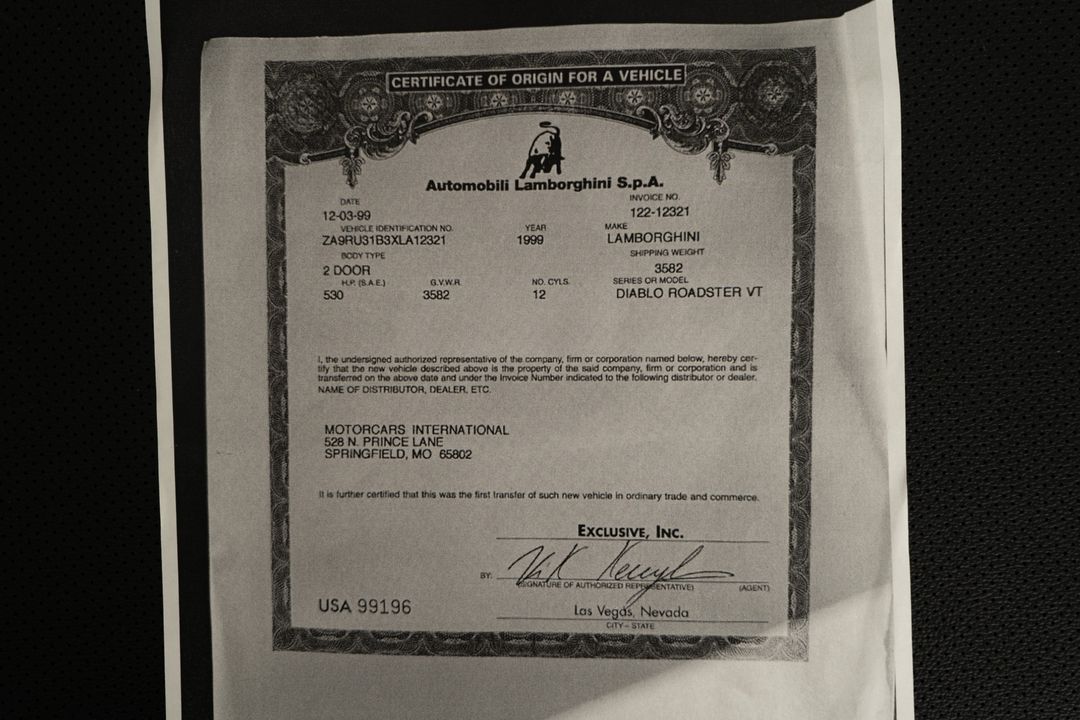 CERTIFICATE OF ORIGIN FOR A VEHICLE
Automobili Lamborghini S.p.A.
DATE
INVOICE NO.
12-03-99
122-12321
VEHICLE IDENTIFICATION NO.
YEAR
MAKE
ZA9RU31B3XLA12321
1999
LAMBORGHINI
BODY TYPE
SHIPPING WEIGHT
2 DOOR
3582
H.P. (S.A.E.)
G.V.W.R.
NO. CYLS.
SERIES OR MODEL
530
3582
12
DIABLO ROADSTER VT
I, the undersigned authorized representative of the company, firm or corporation named below, hereby cer-
tify that the new vehicle described above is the property of the said company, firm or corporation and is
transferred on the above date and under the Invoice Number indicated to the following distributor or dealer.
NAME OF DISTRIBUTOR, DEALER, ETC.
MOTORCARS INTERNATIONAL
528 N. PRINCE LANE
SPRINGFIELD, MO 65802
It is further certified that this was the first transfer of such new vehicle in ordinary trade and commerce.
EXCLUSIVE, INC.
BY:
(SIGNATURE OF AUTHORIZED REPRESENTATIVE) (AGENT)
USA 99196
Las Vegas, Nevada
CITY - STATE